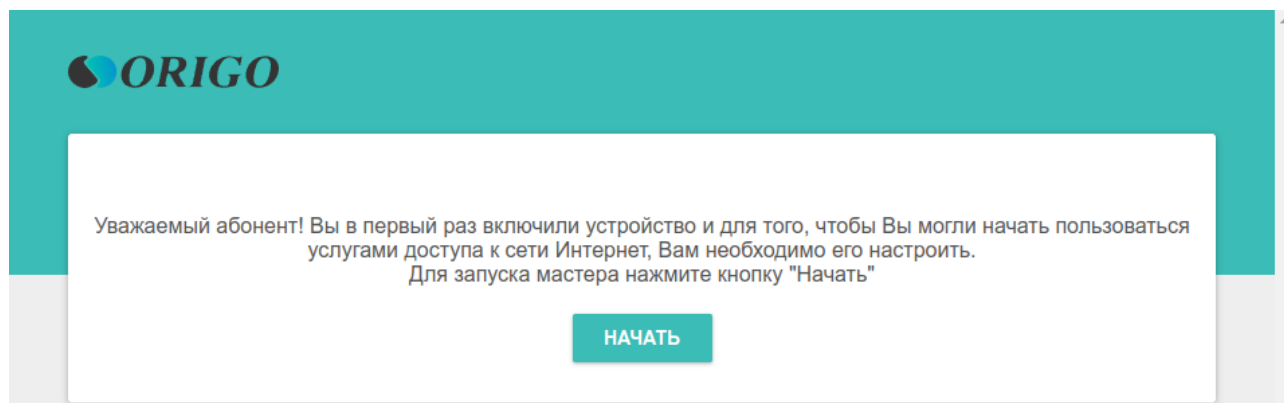 ORIGO
Уважаемый абонент! Вы в первый раз включили устройство и для того, чтобы Вы могли начать пользоваться
услугами доступа к сети Интернет, Вам необходимо его настроить.
Для запуска мастера нажмите кнопку "Начать"
НАЧАТЬ